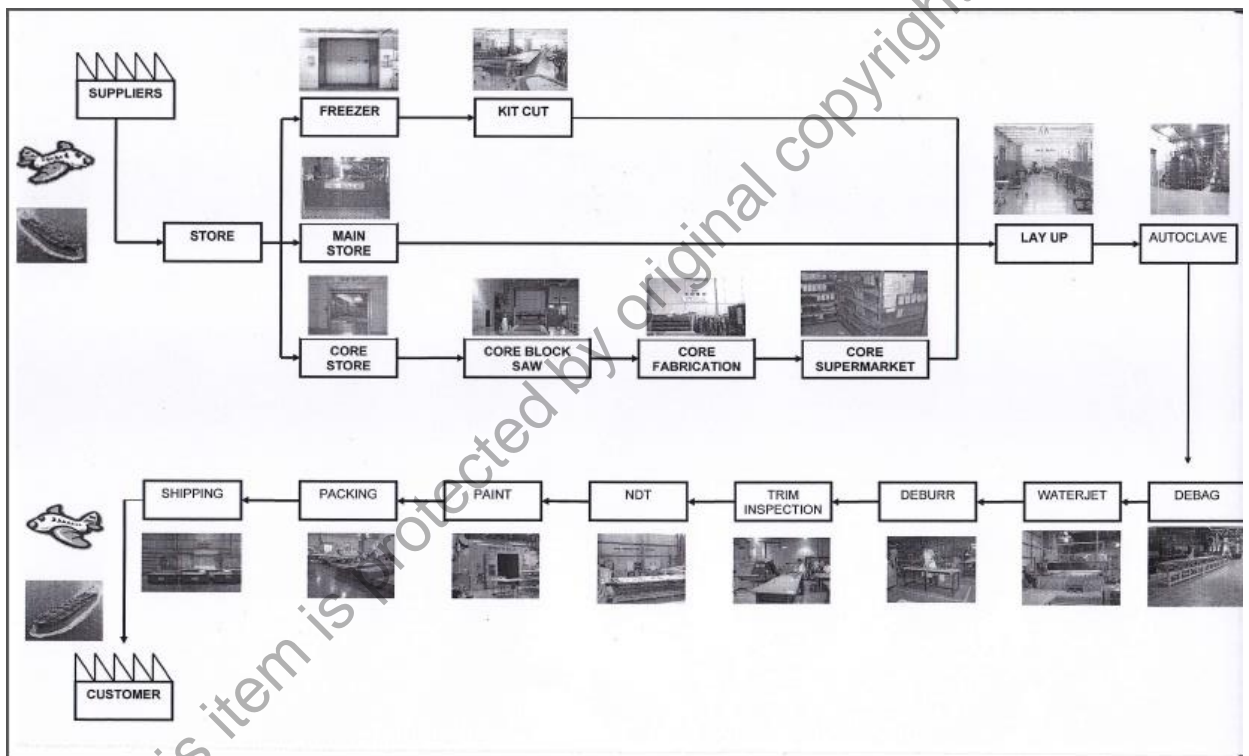 SUPPLIERS
FREEZER
KIT CUT
STORE
MAIN
STORE
LAY UP
AUTOCLAVE
CORE
STORE
CORE BLOCK
SAW
CORE
FABRICATION
CORE
SUPERMARKET
SHIPPING
PACKING
PAINT
NDT
TRIM
INSPECTION
DEBURR
WATERJET
DEBAG
CUSTOMER
is item is protected by original copyright